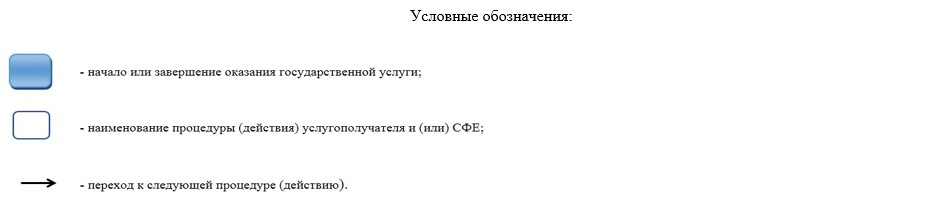 Условные обозначения:
- начало или завершение оказания государственной услуги;
- наименование процедуры (действия) услугополучателя и (или) СФЕ;
- переход к следующей процедуре (действию).